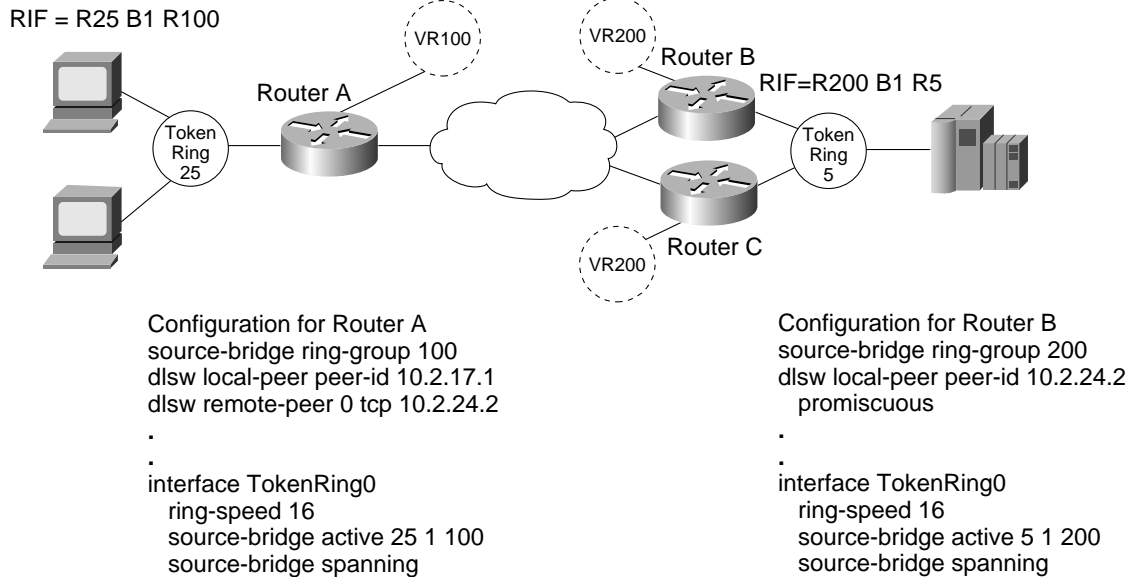 RIF = R25 B1 R100
VR100
VR200
Router B
Router A
RIF=R200 B1 R5
Token
Ring
25
Token
Ring
5
Router C
VR200
Configuration for Router A
source-bridge ring-group 100
dlsw local-peer peer-id 10.2.17.1
dlsw remote-peer 0 tcp 10.2.24.2
.
.
interface TokenRing0
ring-speed 16
source-bridge active 25 1 100
source-bridge spanning
Configuration for Router B
source-bridge ring-group 200
dlsw local-peer peer-id 10.2.24.2
promiscuous
.
.
interface TokenRing0
ring-speed 16
source-bridge active 5 1 200
source-bridge spanning